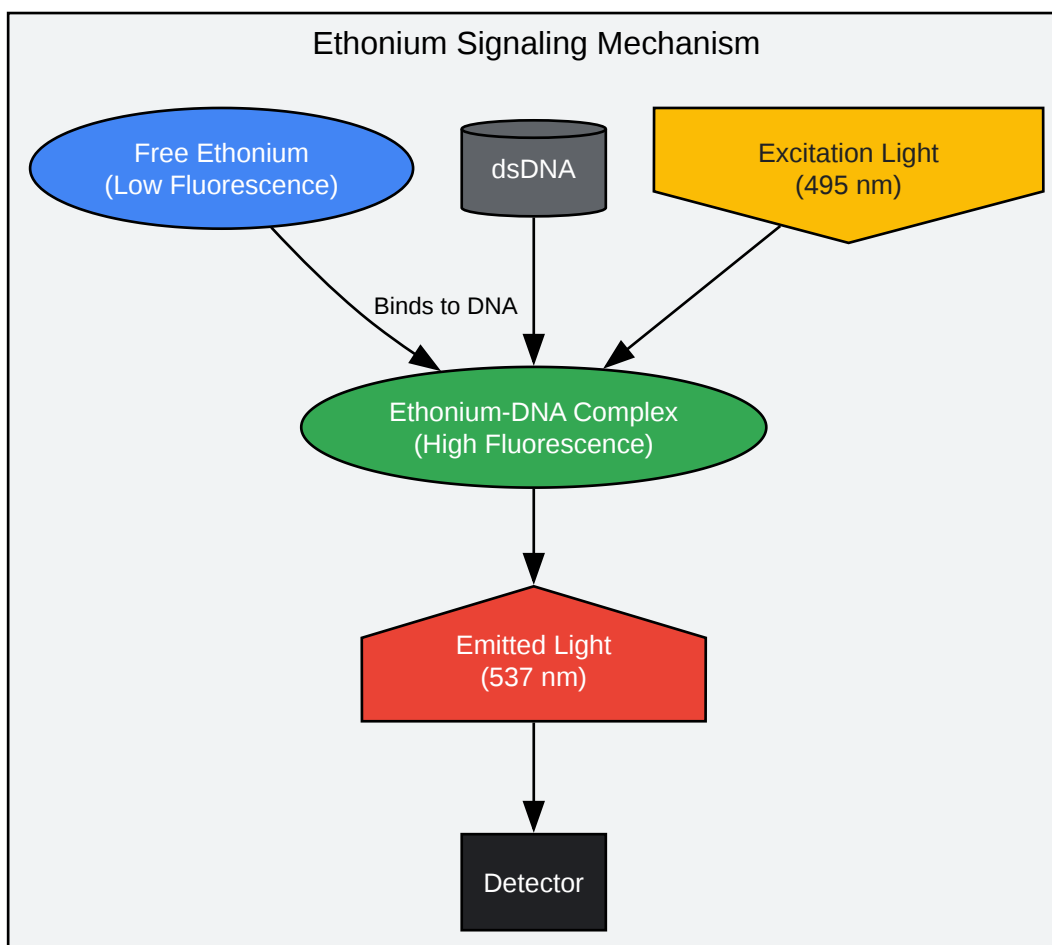 Ethonium Signaling Mechanism
Free Ethonium
(Low Fluorescence)
dsDNA
Excitation Light
(495 nm)
Binds to DNA
Ethonium-DNA Complex
(High Fluorescence)
Emitted Light
(537 nm)
Detector